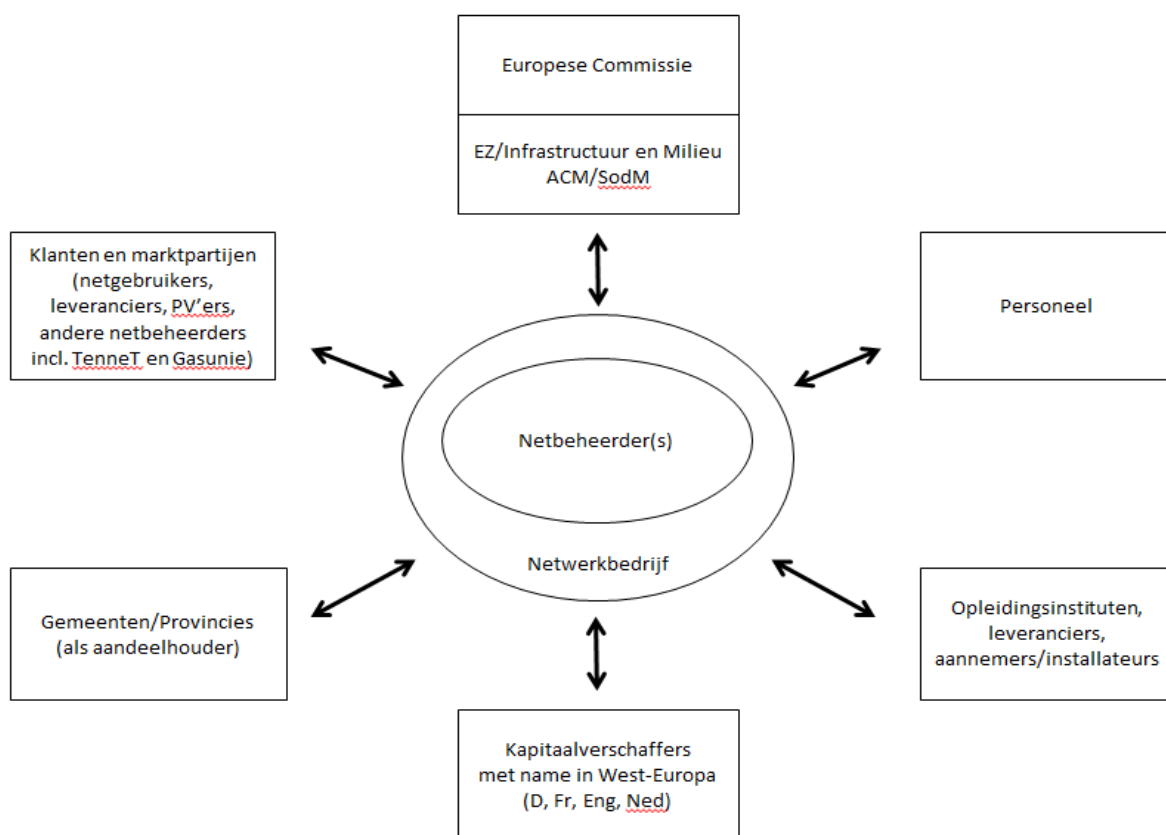 Europese Commissie
EZ/Infrastructuur en Milieu
ACM/SodM
Klanten en marktpartijen
(netgebruikers,
leveranciers, PV’ers,
andere netbeheerders
incl. TenneT en Gasunie)
Personeel
Netbeheerder(s)
Netwerkbedrijf
Gemeenten/Provincies
(als aandeelhouder)
Opleidingsinstituten,
leveranciers,
aannemers/installateurs
Kapitaalverschaffers
met name in West-Europa
(D, Fr, Eng, Ned)